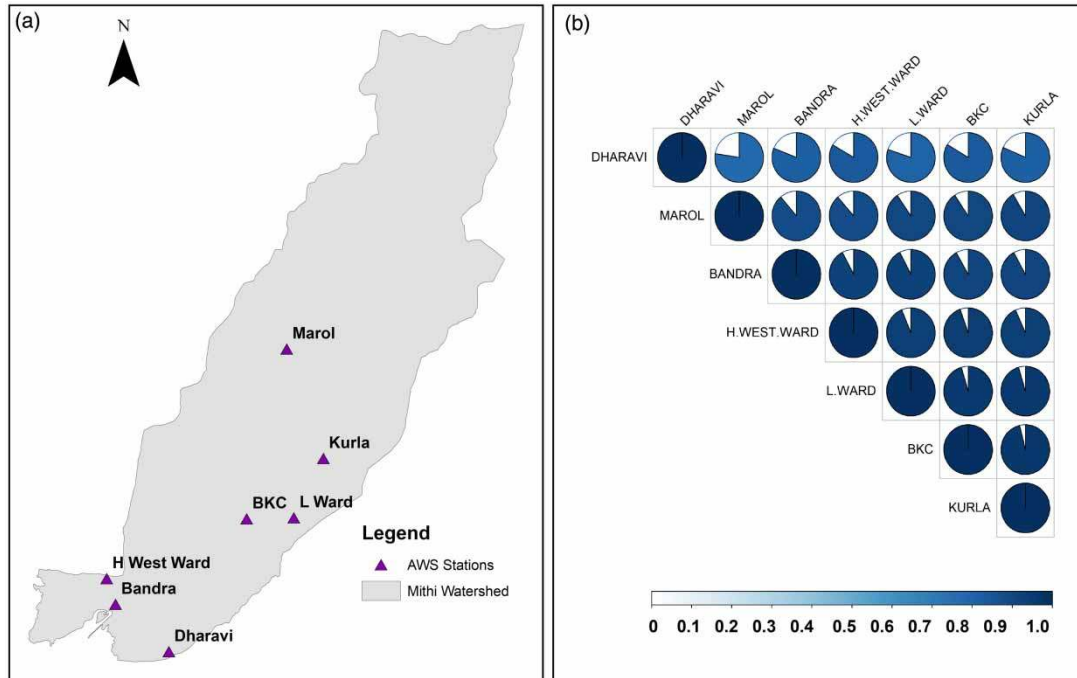 (a)
N
Marol
Kurla
BKC
L Ward
Legend
AWS Stations
Mithi Watershed
H West Ward
Bandra
Dharavi
(b)
DHARAVI
MAROL
BANDRA
H.WEST.WARD
L.WARD
BKC
KURLA
DHARAVI
MAROL
BANDRA
H.WEST.WARD
L.WARD
BKC
KURLA
0 0.1 0.2 0.3 0.4 0.5 0.6 0.7 0.8 0.9 1.0